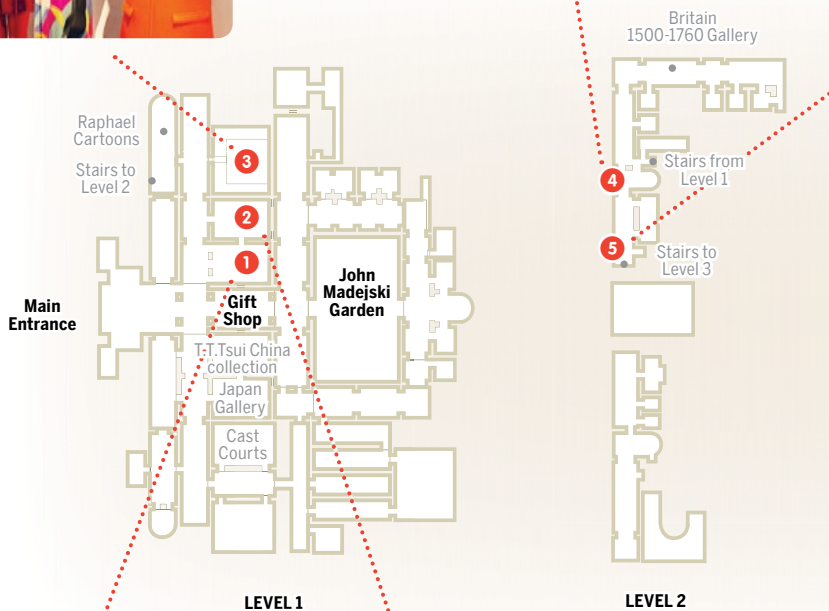 Britain
1500-1760 Gallery
Raphael
Cartoons
Stairs to
Level 2
3
2
1
Stairs from
Level 1
4
5
Stairs to
Level 3
Main
Entrance
Gift
Shop
John
Madejski
Garden
T.T.Tsui China
collection
Japan
Gallery
Cast
Courts
LEVEL 1
LEVEL 2